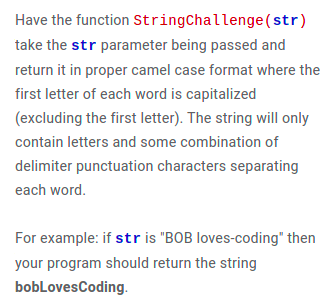 Have the function StringChallenge(str)
take the str parameter being passed and
return it in proper camel case format where the
first letter of each word is capitalized
(excluding the first letter). The string will only
contain letters and some combination of
delimiter punctuation characters separating
each word.
For example: if str is "BOB loves-coding" then
your program should return the string
bobLovesCoding.